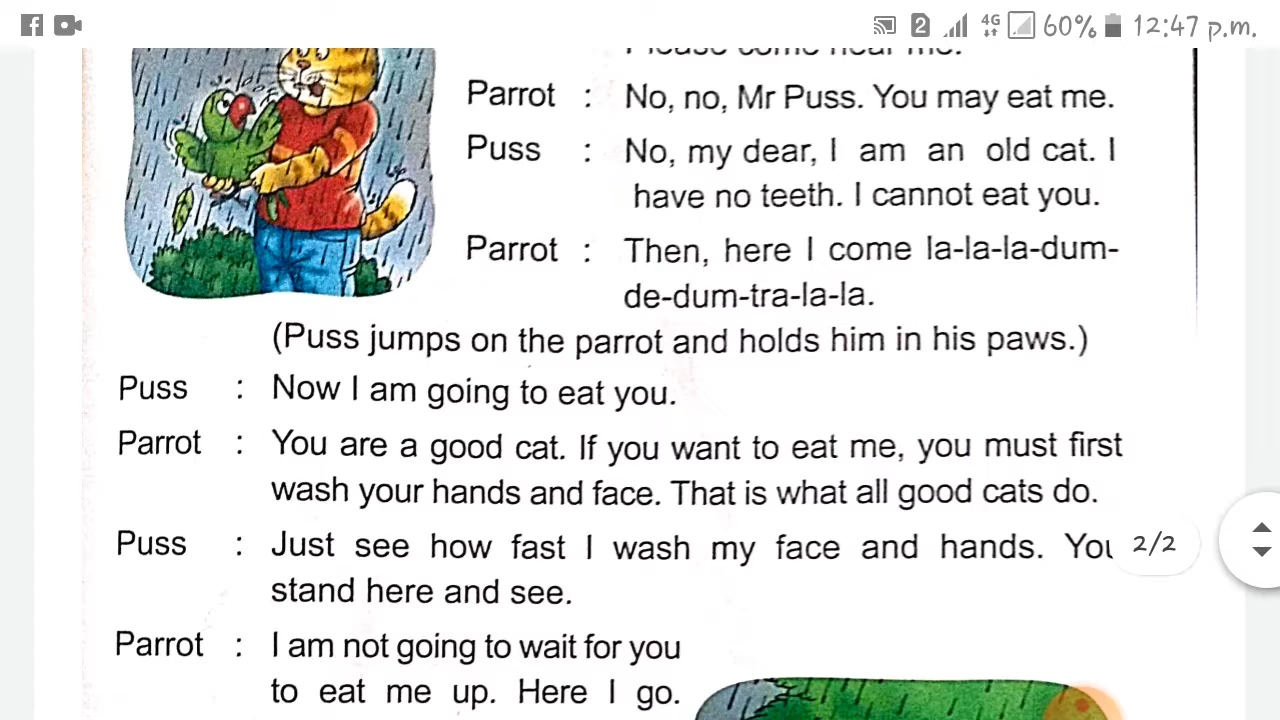 2 4G 60% 12:47 p.m.
Please come near me.
Parrot : No, no, Mr Puss. You may eat me.
Puss : No, my dear, I am an old cat. I
have no teeth. I cannot eat you.
Parrot : Then, here I come la-la-la-dum-
de-dum-tra-la-la.
(Puss jumps on the parrot and holds him in his paws.)
Puss : Now I am going to eat you.
Parrot : You are a good cat. If you want to eat me, you must first
wash your hands and face. That is what all good cats do.
Puss : Just see how fast I wash my face and hands. You
2/2
stand here and see.
Parrot : I am not going to wait for you
to eat me up. Here I go.